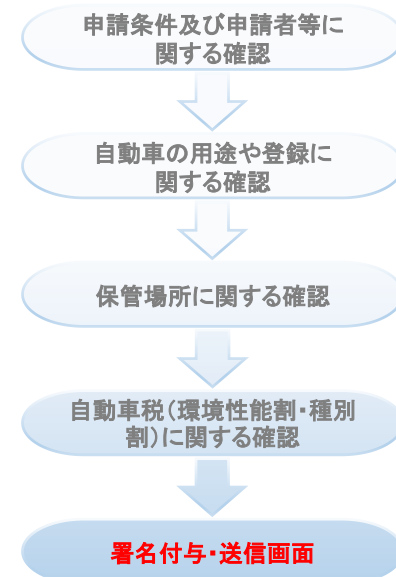 申請条件及び申請者等に
関する確認
自動車の用途や登録に
関する確認
保管場所に関する確認
自動車税(環境性能割・種別
割)に関する確認
署名付与・送信画面